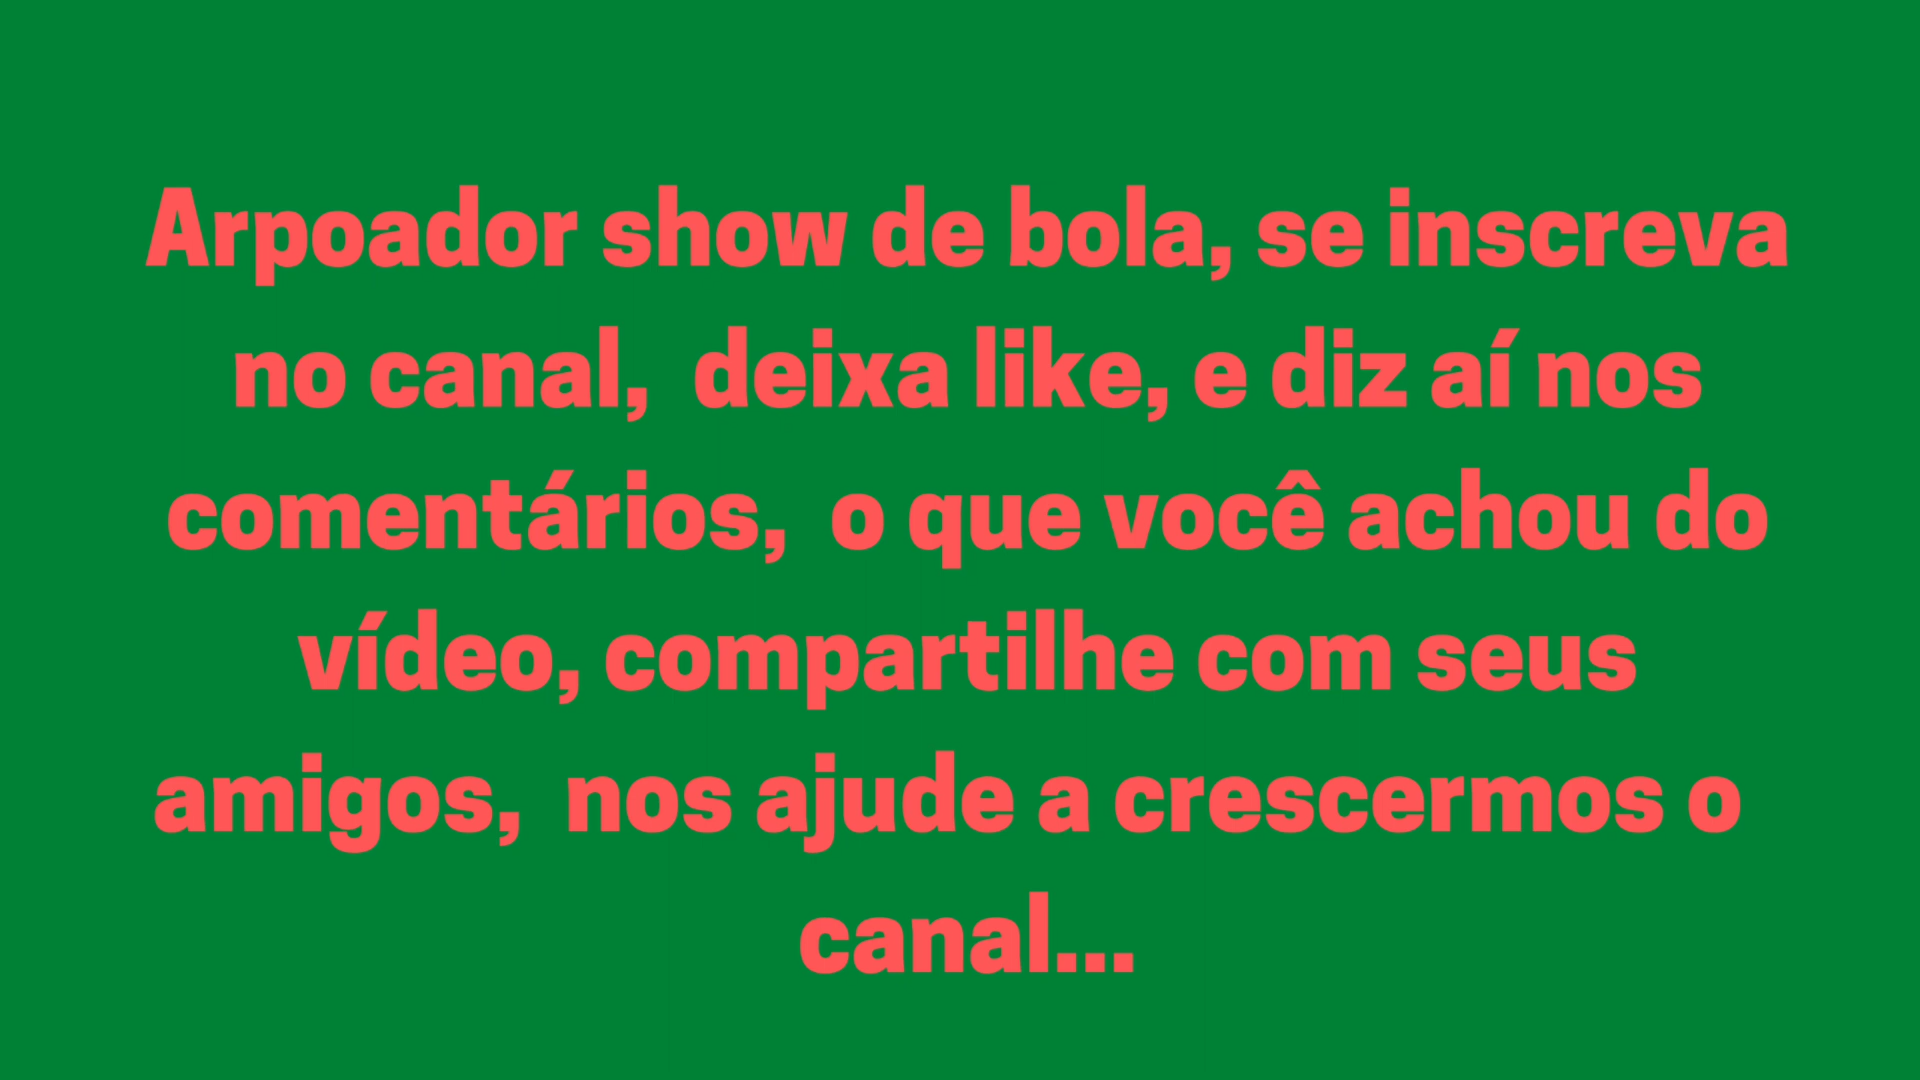 Arpoador show de bola, se inscreva
no canal,  deixa like, e diz aí nos
comentários,  o que você achou do
vídeo, compartilhe com seus
amigos,  nos ajude a crescermos o
canal...